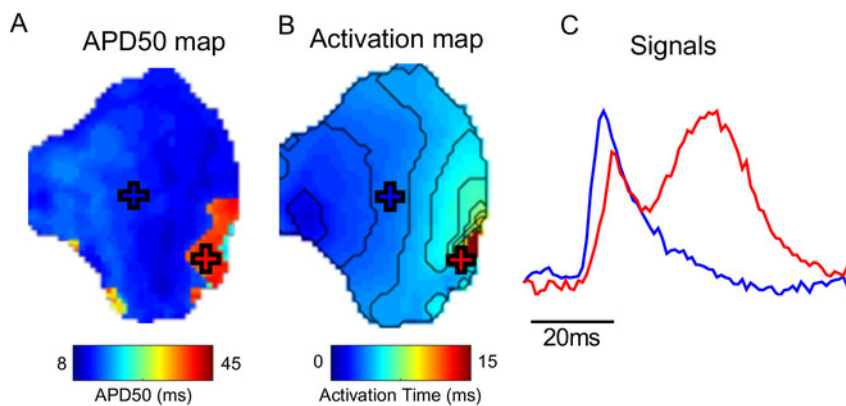 A
APD50 map
8
45
APD50 (ms)
B
Activation map
0
15
Activation Time (ms)
C
Signals
20ms